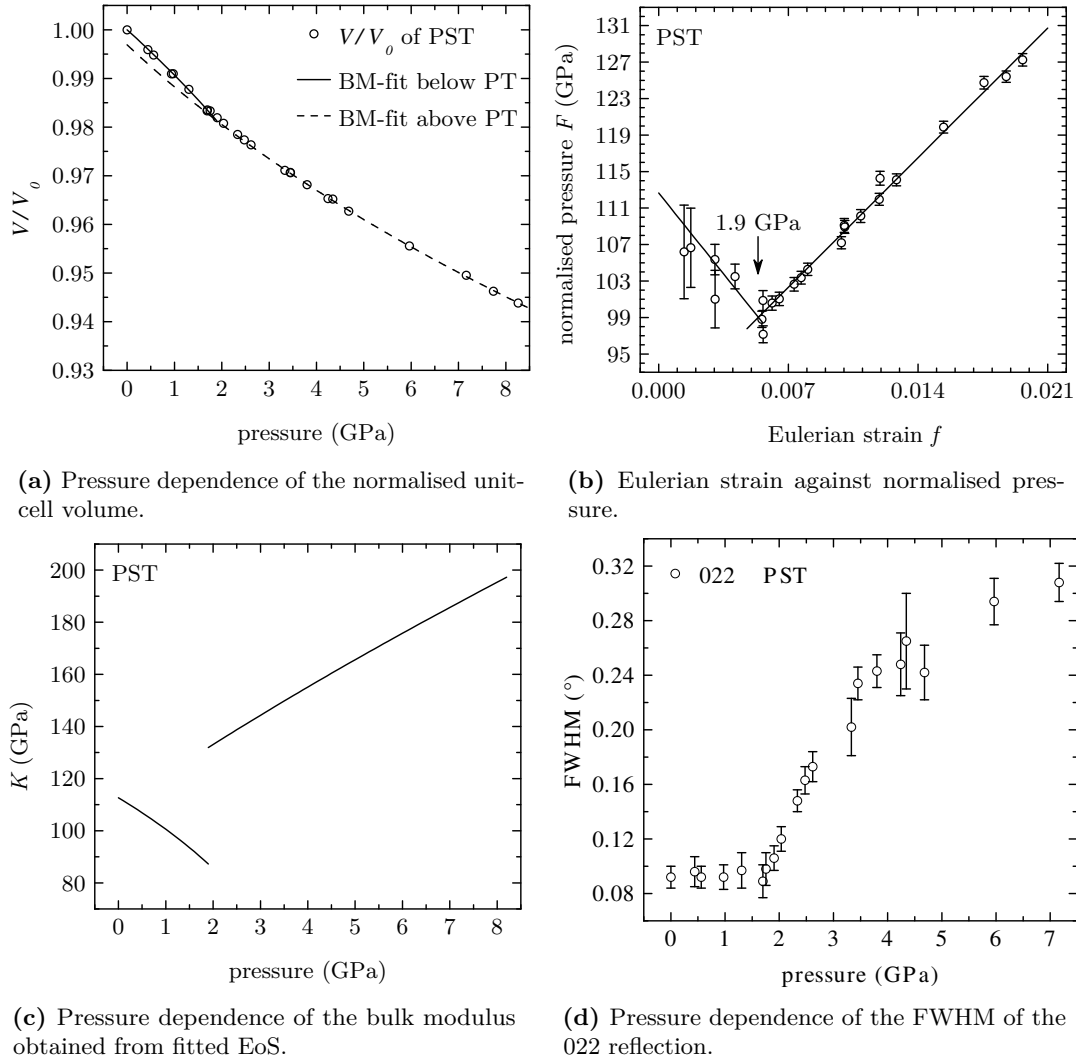 1.00
0.99
0.98
0.97
0.96
0.95
0.94
0.93
V/V₀
0 1 2 3 4 5 6 7 8
pressure (GPa)
V/V₀ of PST
BM-fit below PT
BM-fit above PT
(a) Pressure dependence of the normalised unit-
cell volume.
PST
131
127
123
119
115
111
107
103
99
95
normalised pressure F (GPa)
1.9 GPa
0.000 0.007 0.014 0.021
Eulerian strain f
(b) Eulerian strain against normalised pres-
sure.
PST
200
180
160
140
120
100
80
K (GPa)
0 1 2 3 4 5 6 7 8
pressure (GPa)
(c) Pressure dependence of the bulk modulus
obtained from fitted EoS.
022 PST
0.32
0.28
0.24
0.20
0.16
0.12
0.08
FWHM (°)
0 1 2 3 4 5 6 7
pressure (GPa)
(d) Pressure dependence of the FWHM of the
022 reflection.